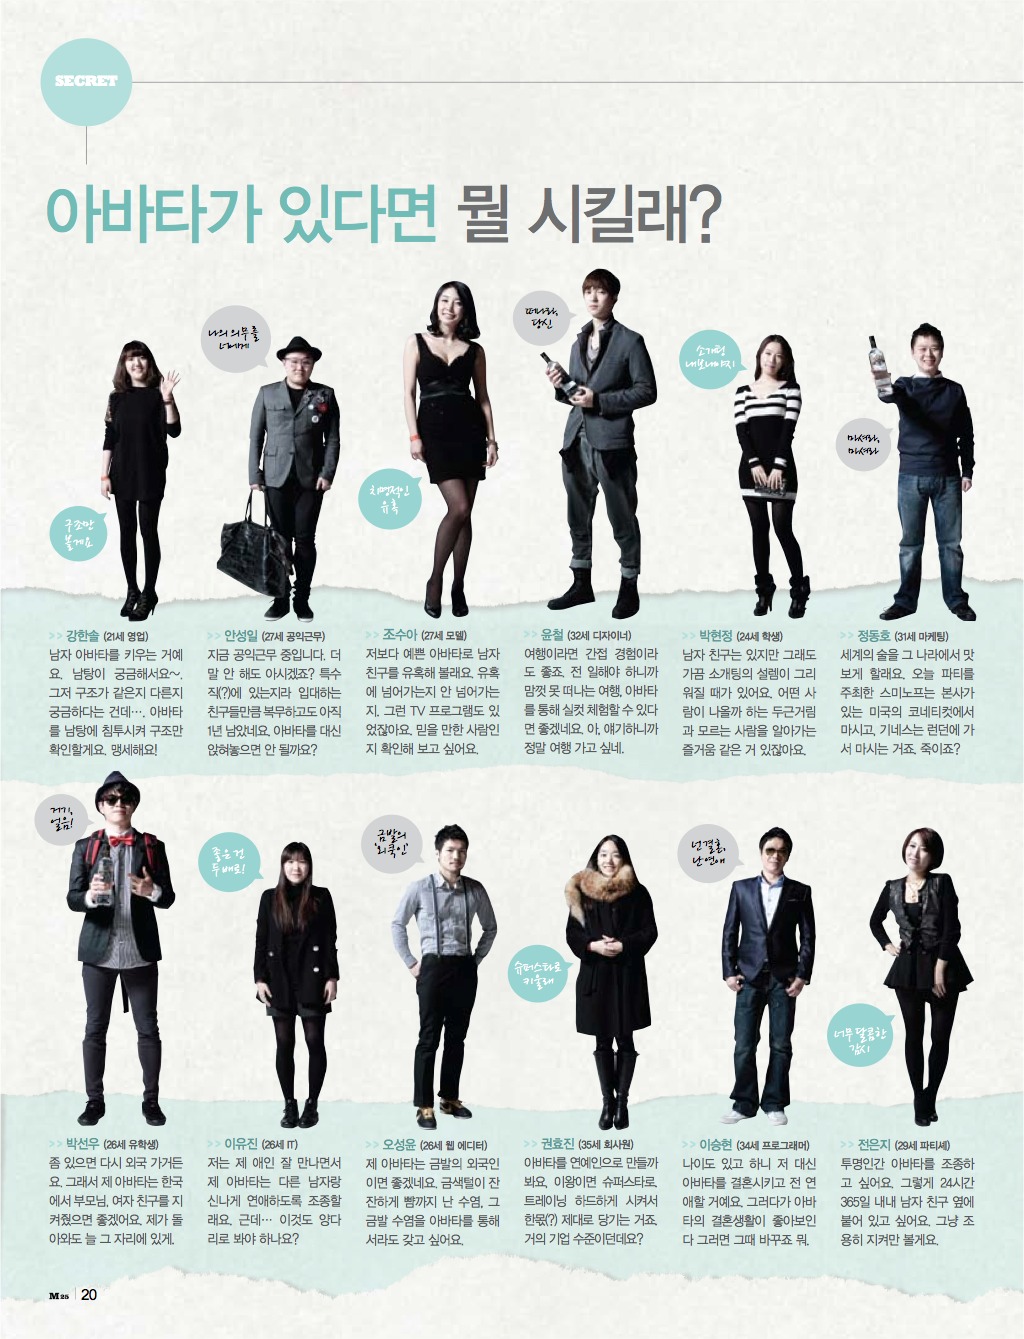 SECRET
아바타가 있다면 뭘 시킬래?
구조만
볼게요
나의 의무를
너에게
치명적인
유혹
떠나라,
당신
소개팅
내보내야지
마셔라,
마셔라
>> 강한솔 (21세 영업)
남자 아바타를 키우는 거예
요. 남탕이 궁금해서요~.
그저 구조가 같은지 다른지
궁금하다는 건데…. 아바타
를 남탕에 침투시켜 구조만
확인할게요. 맹세해요!
>> 안성일 (27세 공익근무)
지금 공익근무 중입니다. 더
말 안 해도 아시겠죠? 특수
직(?)에 있는지라 입대하는
친구들만큼 복무하고도 아직
1년 남았네요. 아바타를 대신
앉혀놓으면 안 될까요?
>> 조수아 (27세 모델)
저보다 예쁜 아바타로 남자
친구를 유혹해 볼래요. 유혹
에 넘어가는지 안 넘어가는
지. 그런 TV 프로그램도 있
었잖아요. 믿을 만한 사람인
지 확인해 보고 싶어요.
>> 윤철 (32세 디자이너)
여행이라면 간접 경험이라
도 좋죠. 전 일해야 하니까
맘껏 못 떠나는 여행, 아바타
를 통해 실컷 체험할 수 있다
면 좋겠네요. 아, 얘기하니까
정말 여행 가고 싶네.
>> 박현정 (24세 학생)
남자 친구는 있지만 그래도
가끔 소개팅의 설렘이 그리
워질 때가 있어요. 어떤 사
람이 나올까 하는 두근거림
과 모르는 사람을 알아가는
즐거움 같은 거 있잖아요.
>> 정동호 (31세 마케팅)
세계의 술을 그 나라에서 맛
보게 할래요. 오늘 파티를
주최한 스미노프는 본사가
있는 미국의 코네티컷에서
마시고, 기네스는 런던에 가
서 마시는 거죠. 죽이죠?
거기,
얼음!
좋은 건
두 배로!
금발의
'외쿡인'
슈퍼스타로
키울래
넌 결혼,
난 연애
너무 달콤한
감시
>> 박선우 (26세 유학생)
좀 있으면 다시 외국 가거든
요. 그래서 제 아바타는 한국
에서 부모님, 여자 친구를 지
켜줬으면 좋겠어요. 제가 돌
아와도 늘 그 자리에 있게.
>> 이유진 (26세 IT)
저는 제 애인 잘 만나면서
제 아바타는 다른 남자랑
신나게 연애하도록 조종할
래요. 근데… 이것도 양다
리로 봐야 하나요?
>> 오성윤 (26세 웹 에디터)
제 아바타는 금발의 외국인
이면 좋겠네요. 금색털이 잔
잔하게 뺨까지 난 수염, 그
금발 수염을 아바타를 통해
서라도 갖고 싶어요.
>> 권효진 (35세 회사원)
아바타를 연예인으로 만들까
봐요. 이왕이면 슈퍼스타로.
트레이닝 하드하게 시켜서
한몫(?) 제대로 당기는 거죠.
거의 기업 수준이던데요?
>> 이승현 (34세 프로그래머)
나이도 있고 하니 저 대신
아바타를 결혼시키고 전 연
애할 거예요. 그러다가 아바
타의 결혼생활이 좋아보인
다 그러면 그때 바꾸죠 뭐.
>> 전은지 (29세 파티셰)
투명인간 아바타를 조종하
고 싶어요. 그렇게 24시간
365일 내내 남자 친구 옆에
붙어 있고 싶어요. 그냥 조
용히 지켜만 볼게요.
M25 | 20